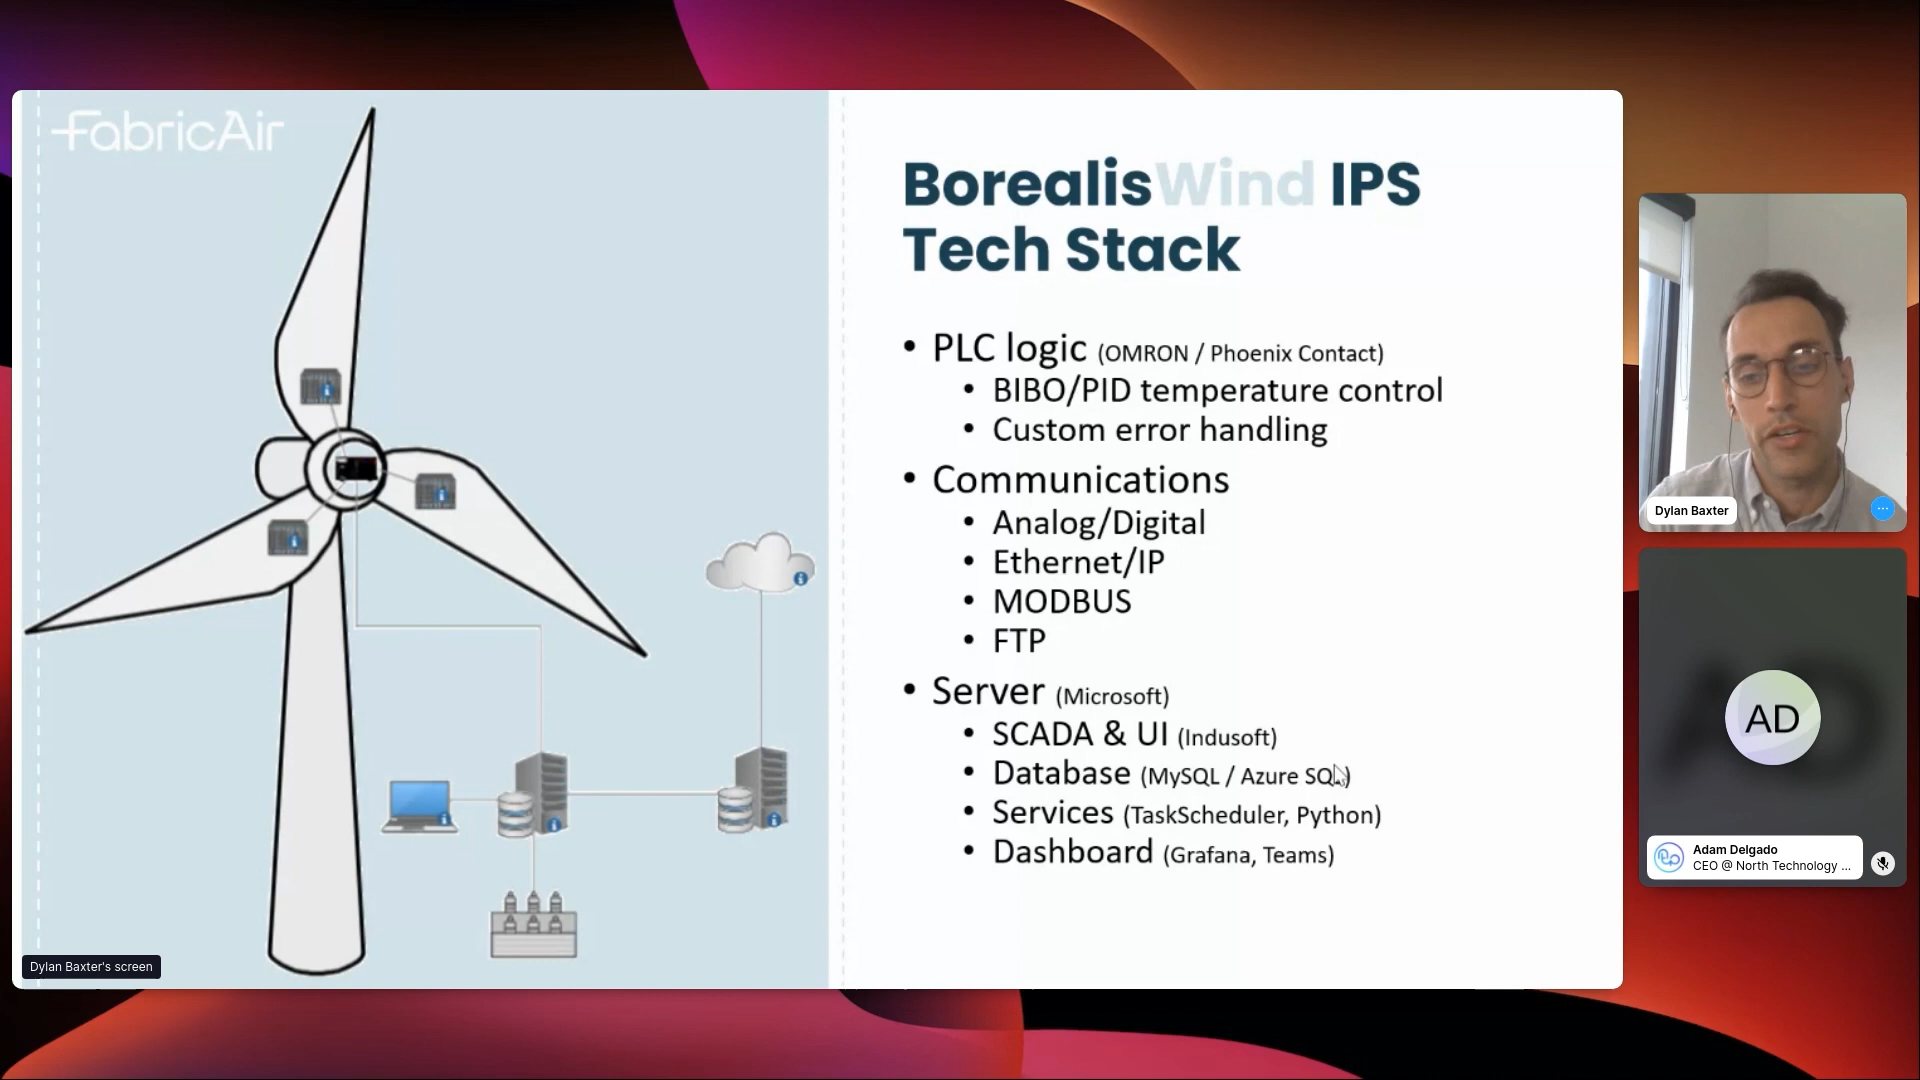 FabricAir
BorealisWind IPS
Tech Stack
• PLC logic (OMRON / Phoenix Contact)
• BIBO/PID temperature control
• Custom error handling
• Communications
• Analog/Digital
• Ethernet/IP
• MODBUS
• FTP
• Server (Microsoft)
• SCADA & UI (Indusoft)
• Database (MySQL / Azure SQL)
• Services (TaskScheduler, Python)
• Dashboard (Grafana, Teams)
Dylan Baxter's screen
Dylan Baxter
AD
Adam Delgado
CEO @ North Technology ...